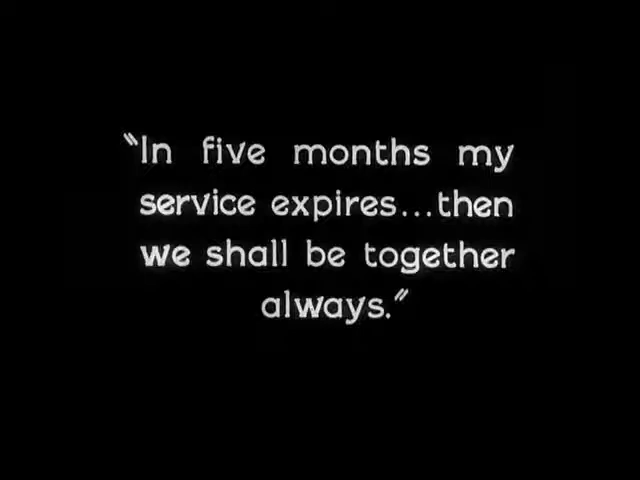 "In five months my
service expires...then
we shall be together
always."